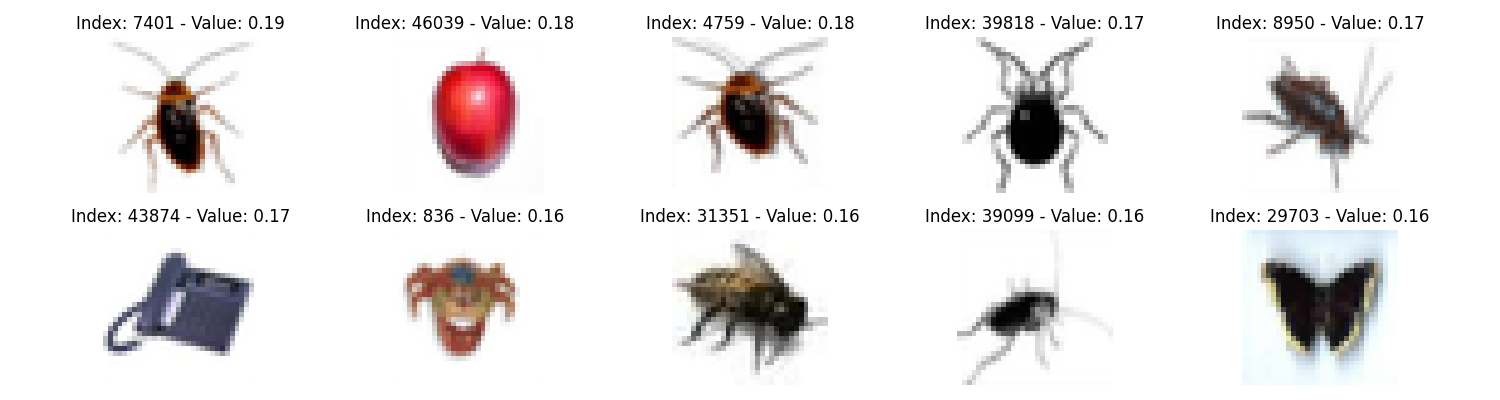 Index: 7401 - Value: 0.19
Index: 46039 - Value: 0.18
Index: 4759 - Value: 0.18
Index: 39818 - Value: 0.17
Index: 8950 - Value: 0.17
Index: 43874 - Value: 0.17
Index: 836 - Value: 0.16
Index: 31351 - Value: 0.16
Index: 39099 - Value: 0.16
Index: 29703 - Value: 0.16